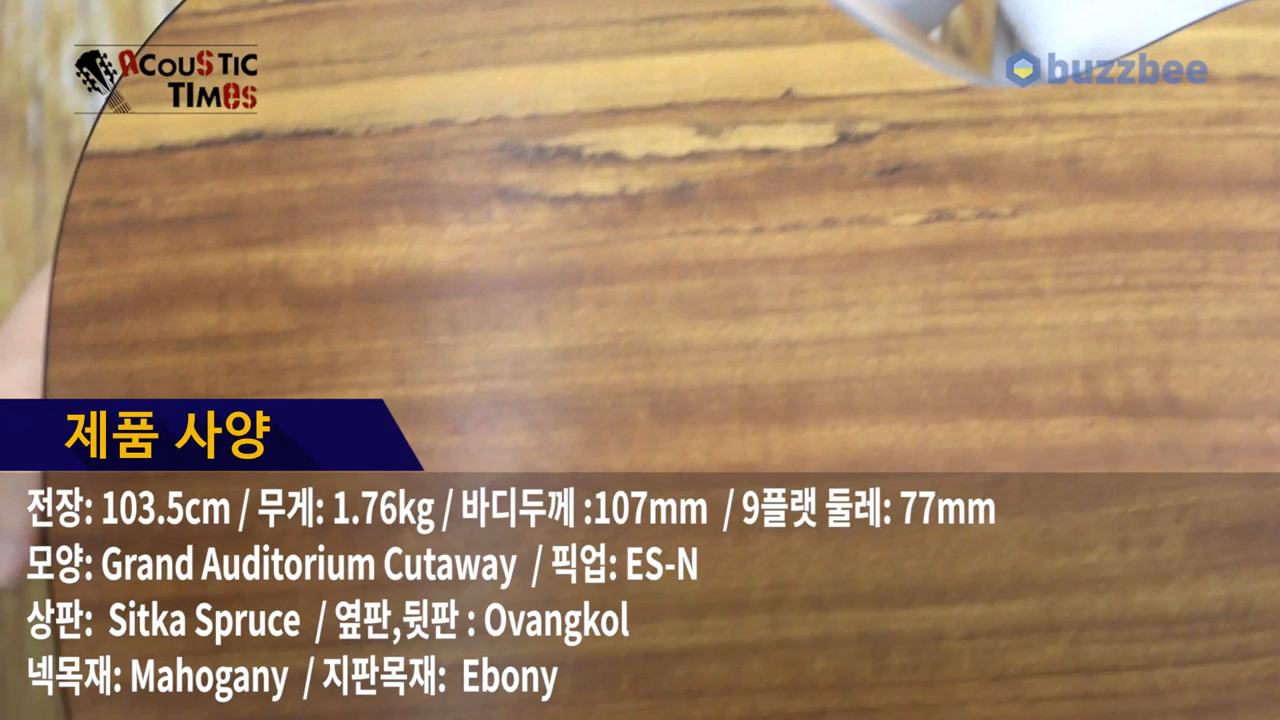 ACOUSTIC
TIMES
buzzbee
제품 사양
전장: 103.5cm / 무게: 1.76kg / 바디두께 :107mm / 9플랫 둘레: 77mm
모양: Grand Auditorium Cutaway / 픽업: ES-N
상판: Sitka Spruce / 옆판,뒷판 : Ovangkol
넥목재: Mahogany / 지판목재: Ebony